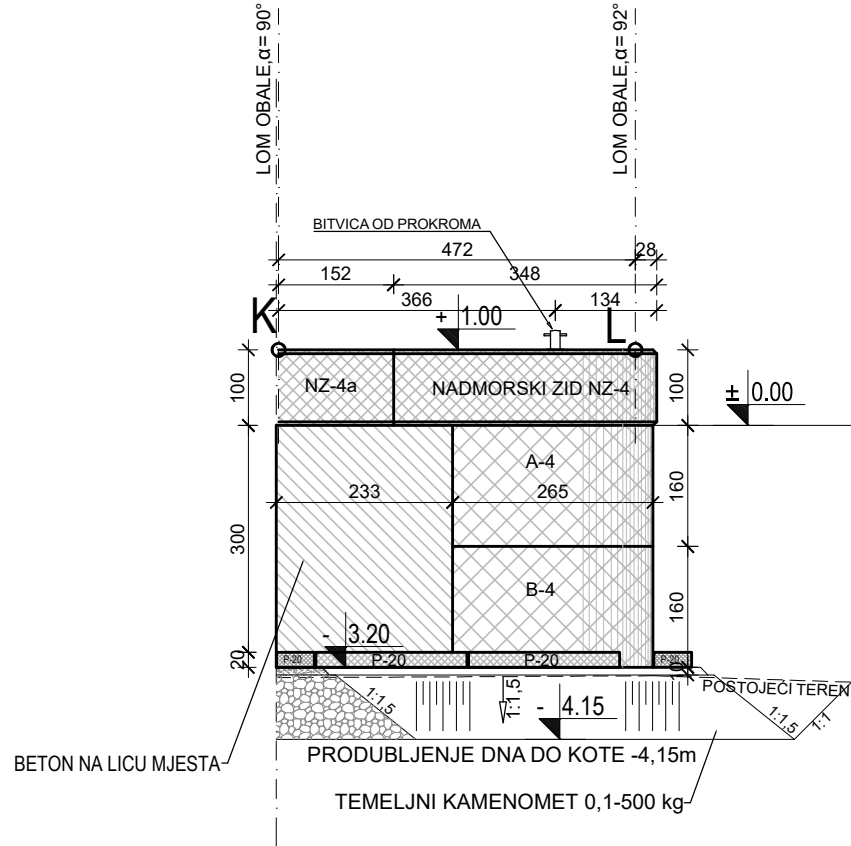 LOM OBALE,α= 90°
LOM OBALE,α= 92°
BITVICA OD PROKROMA
472
28
152
348
366
134
K
+ 1.00
L
100
NZ-4a
NADMORSKI ZID NZ-4
100
± 0.00
A-4
233
265
160
300
B-4
160
- 3.20
20
P-20
P-20
P-20
P-20
10
POSTOJEĆI TEREN
1:1,5
1:1,5
1:1,5
1:1
- 4.15
BETON NA LICU MJESTA
PRODUBLJENJE DNA DO KOTE -4,15m
TEMELJNI KAMENOMET 0,1-500 kg